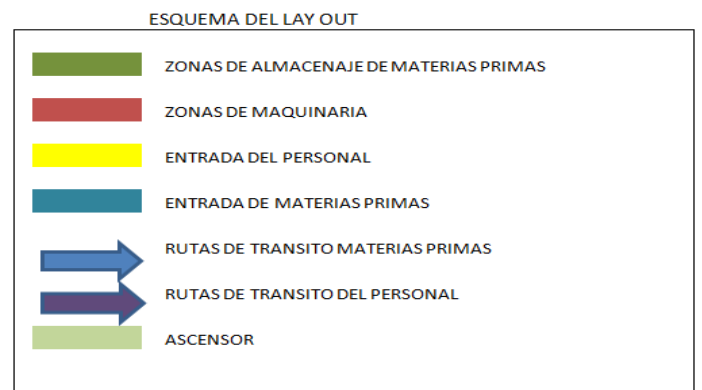 ESQUEMA DEL LAY OUT
ZONAS DE ALMACENAJE DE MATERIAS PRIMAS
ZONAS DE MAQUINARIA
ENTRADA DEL PERSONAL
ENTRADA DE MATERIAS PRIMAS
RUTAS DE TRANSITO MATERIAS PRIMAS
RUTAS DE TRANSITO DEL PERSONAL
ASCENSOR